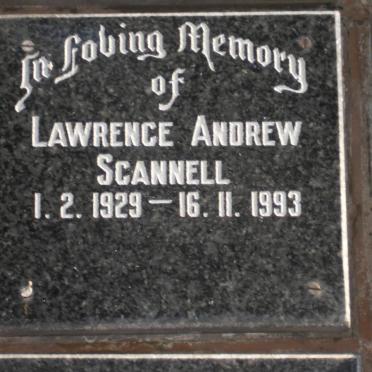 In Loving Memory
of
LAWRENCE ANDREW
SCANNELL
1. 2. 1929 — 16. 11. 1993